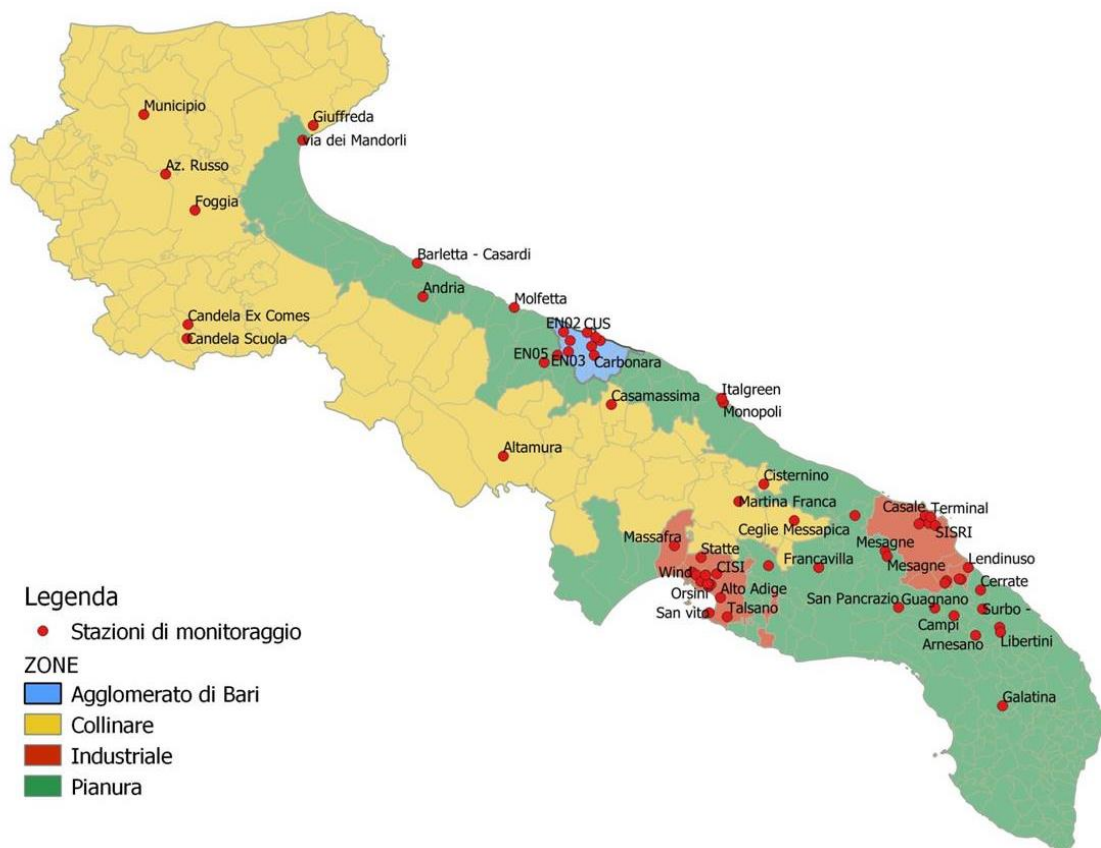 Municipio
Giuffreda
via dei Mandorli
Az. Russo
Foggia
Barletta - Casardi
Andria
Molfetta
Candela Ex Comes
EN02
CUS
Candela Scuola
EN05
EN03
Carbonara
Italgreen
Casamassima
Monopoli
Altamura
Cisternino
Martina Franca
Casale
Terminal
Ceglie Messapica
SISRI
Massafra
Mesagne
Statte
Mesagne
Lendinuso
Wind
CISI
Francavilla
Cerrate
Orsini
Alto Adige
San Pancrazio
Guagnano
Surbo -
San vito
Talsano
Campi
Arnesano
Libertini
Galatina
Legenda
Stazioni di monitoraggio
ZONE
Agglomerato di Bari
Collinare
Industriale
Pianura